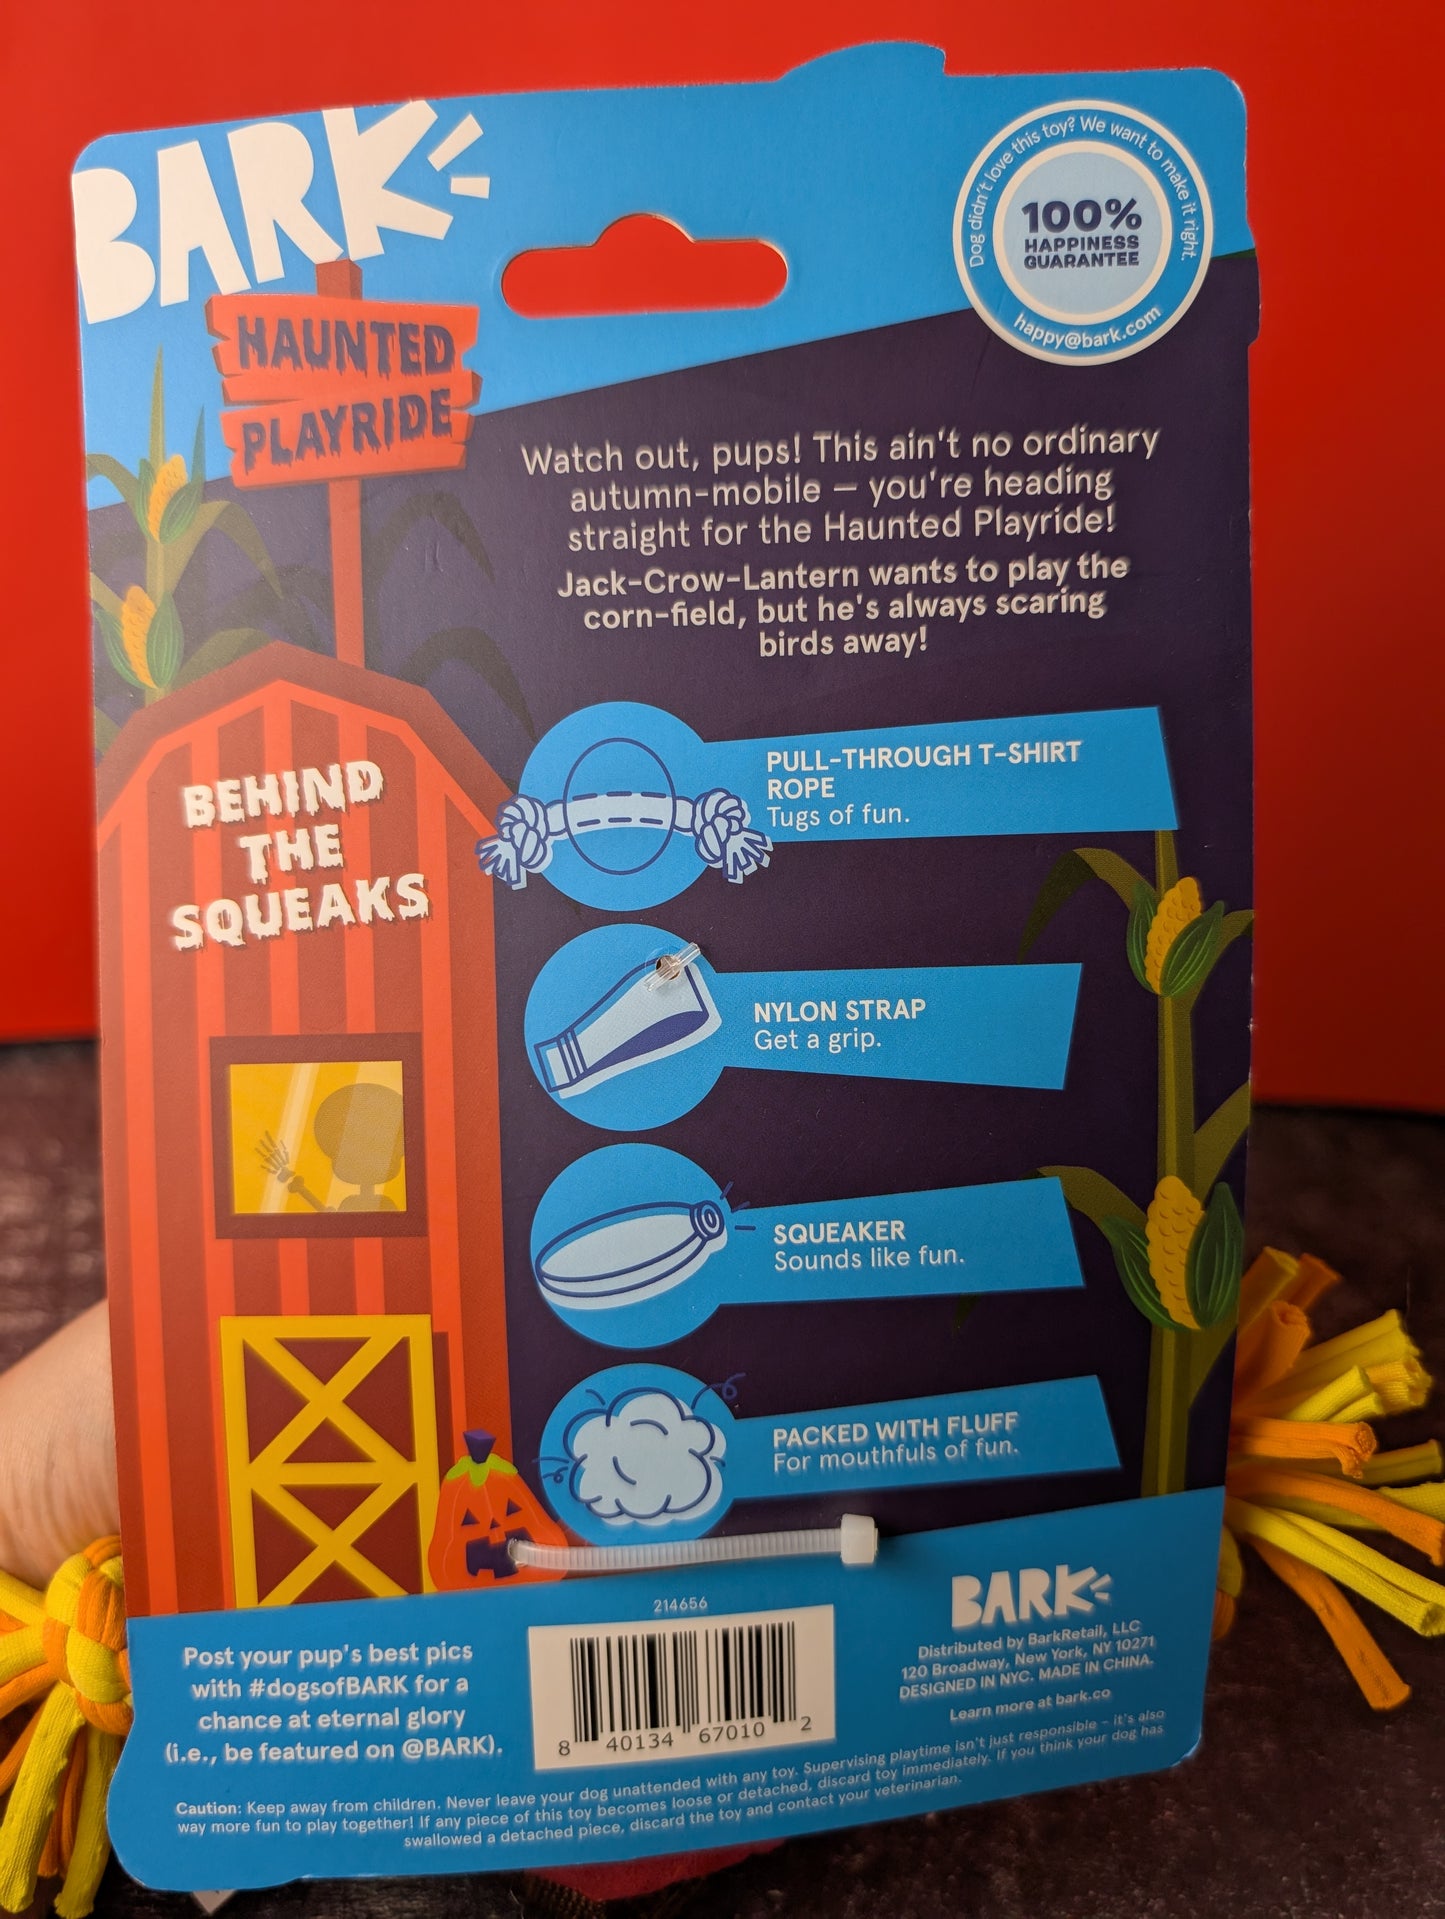 BARK
Dog didn't love this toy? We want to make it right.
100%
HAPPINESS
GUARANTEE
happy@bark.com
HAUNTED
PLAYRIDE
Watch out, pups! This ain't no ordinary
autumn-mobile – you're heading
straight for the Haunted Playride!
Jack-Crow-Lantern wants to play the
corn-field, but he's always scaring
birds away!
BEHIND
THE
SQUEAKS
PULL-THROUGH T-SHIRT
ROPE
Tugs of fun.
NYLON STRAP
Get a grip.
SQUEAKER
Sounds like fun.
PACKED WITH FLUFF
For mouthfuls of fun.
Post your pup's best pics
with #dogsofBARK for a
chance at eternal glory
(i.e., be featured on @BARK).
214656
8 40134 67010 2
BARK
Distributed by BarkRetail, LLC
120 Broadway, New York, NY 10271
DESIGNED IN NYC. MADE IN CHINA.
Learn more at bark.co
Caution: Keep away from children. Never leave your dog unattended with any toy. Supervising playtime isn't just responsible – it's also
way more fun to play together! If any piece of this toy becomes loose or detached, discard toy immediately. If you think your dog has
swallowed a detached piece, discard the toy and contact your veterinarian.